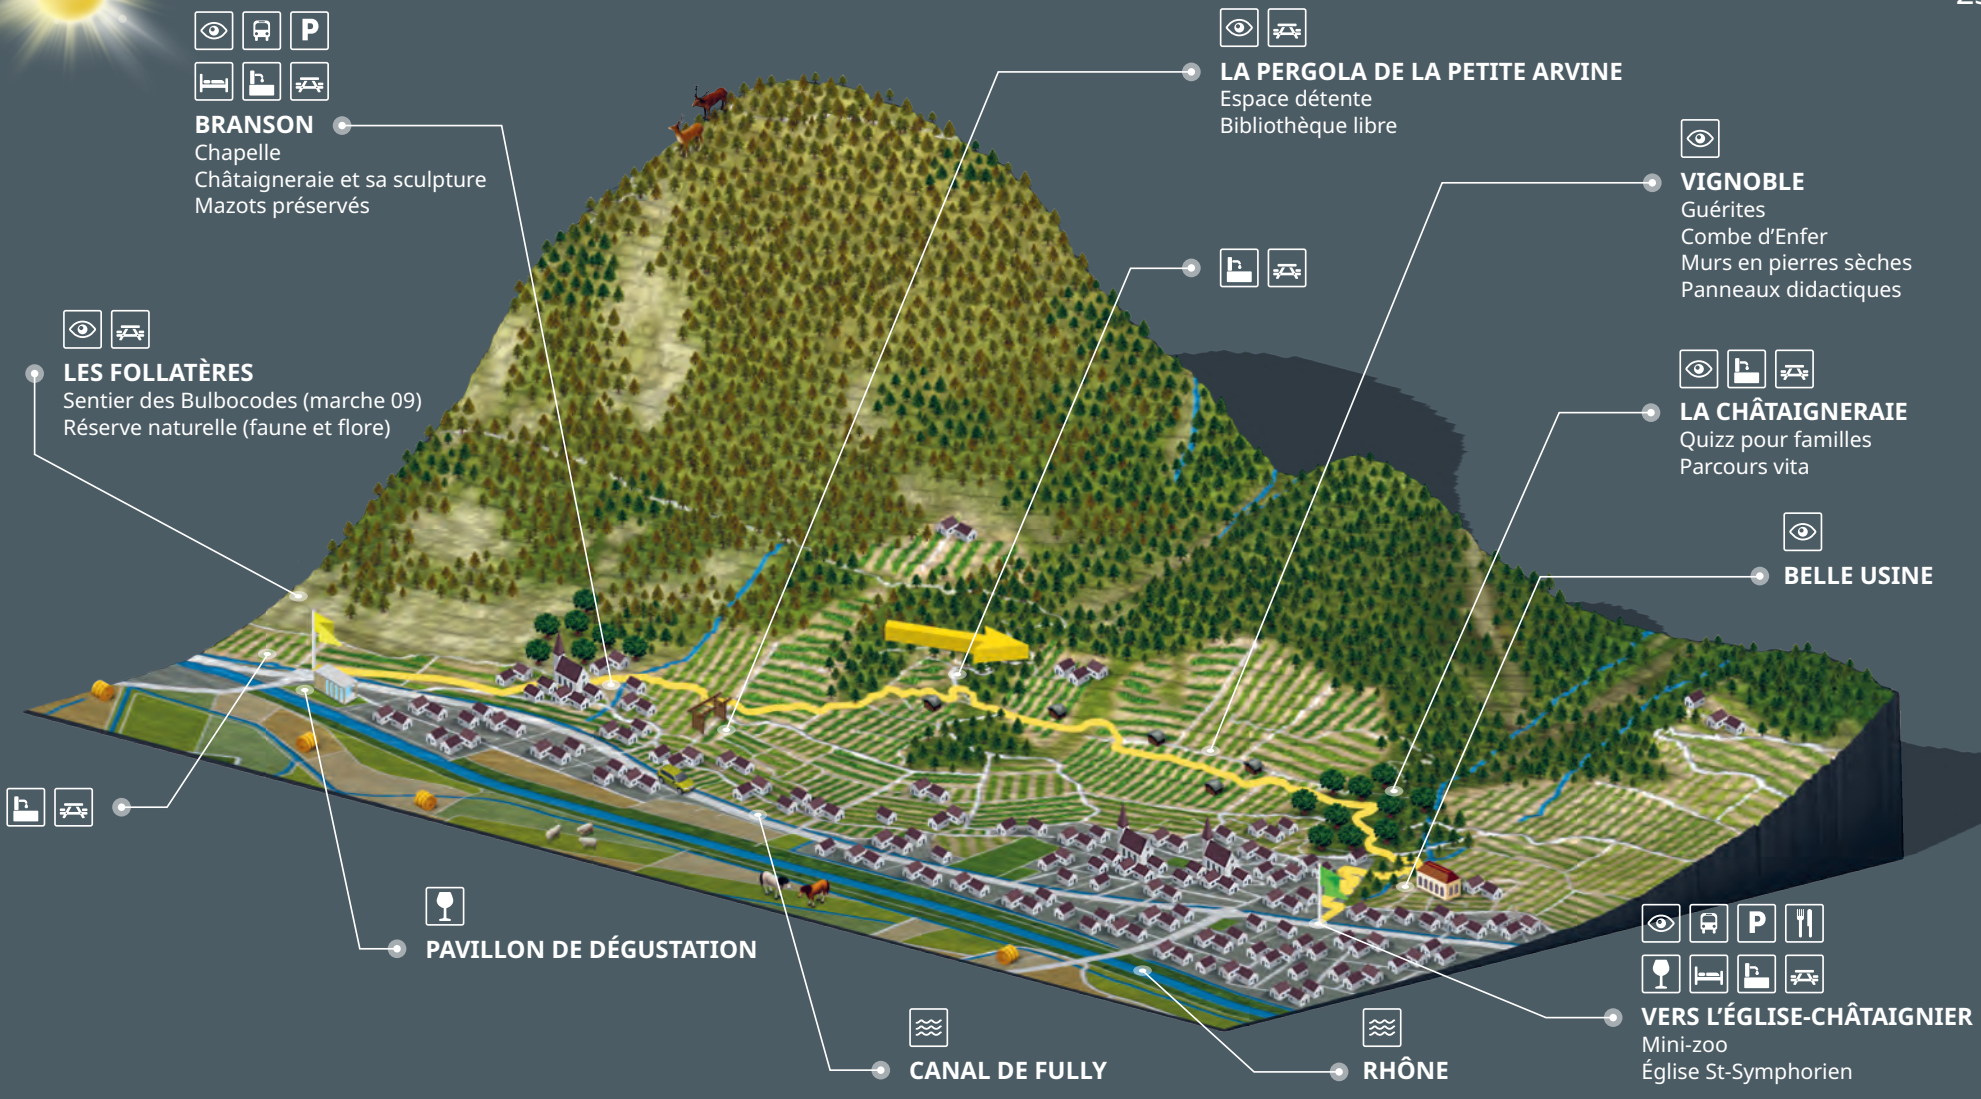 P
BRANSON
Chapelle
Châtaigneraie et sa sculpture
Mazots préservés
LA PERGOLA DE LA PETITE ARVINE
Espace détente
Bibliothèque libre
VIGNOBLE
Guérites
Combe d'Enfer
Murs en pierres sèches
Panneaux didactiques
LES FOLLATÈRES
Sentier des Bulbocodes (marche 09)
Réserve naturelle (faune et flore)
LA CHÂTAIGNERAIE
Quizz pour familles
Parcours vita
BELLE USINE
PAVILLON DE DÉGUSTATION
CANAL DE FULLY
RHÔNE
P
VERS L'ÉGLISE-CHÂTAIGNIER
Mini-zoo
Église St-Symphorien